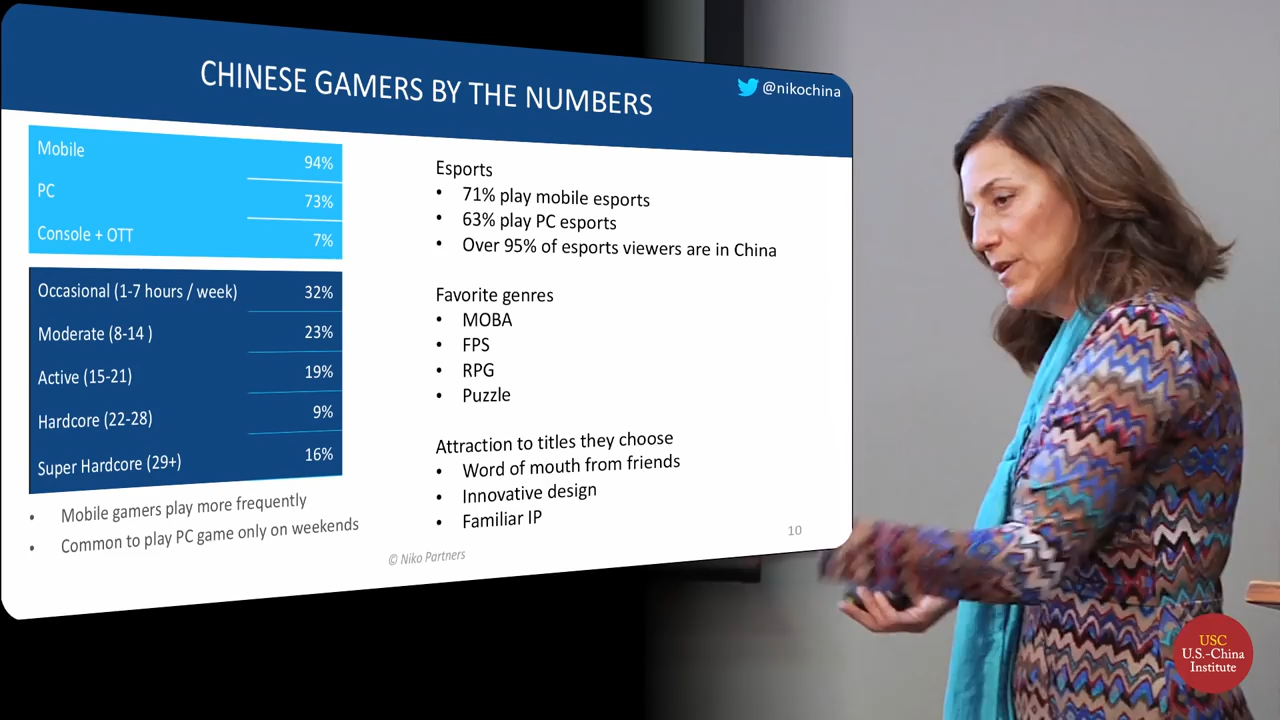 CHINESE GAMERS BY THE NUMBERS
@nikochina
Mobile 94%
PC 73%
Console + OTT 7%
Occasional (1-7 hours / week) 32%
Moderate (8-14 ) 23%
Active (15-21) 19%
Hardcore (22-28) 9%
Super Hardcore (29+) 16%
• Mobile gamers play more frequently
• Common to play PC game only on weekends
Esports
• 71% play mobile esports
• 63% play PC esports
• Over 95% of esports viewers are in China
Favorite genres
• MOBA
• FPS
• RPG
• Puzzle
Attraction to titles they choose
• Word of mouth from friends
• Innovative design
• Familiar IP
© Niko Partners
10
USC
U.S.-China
Institute